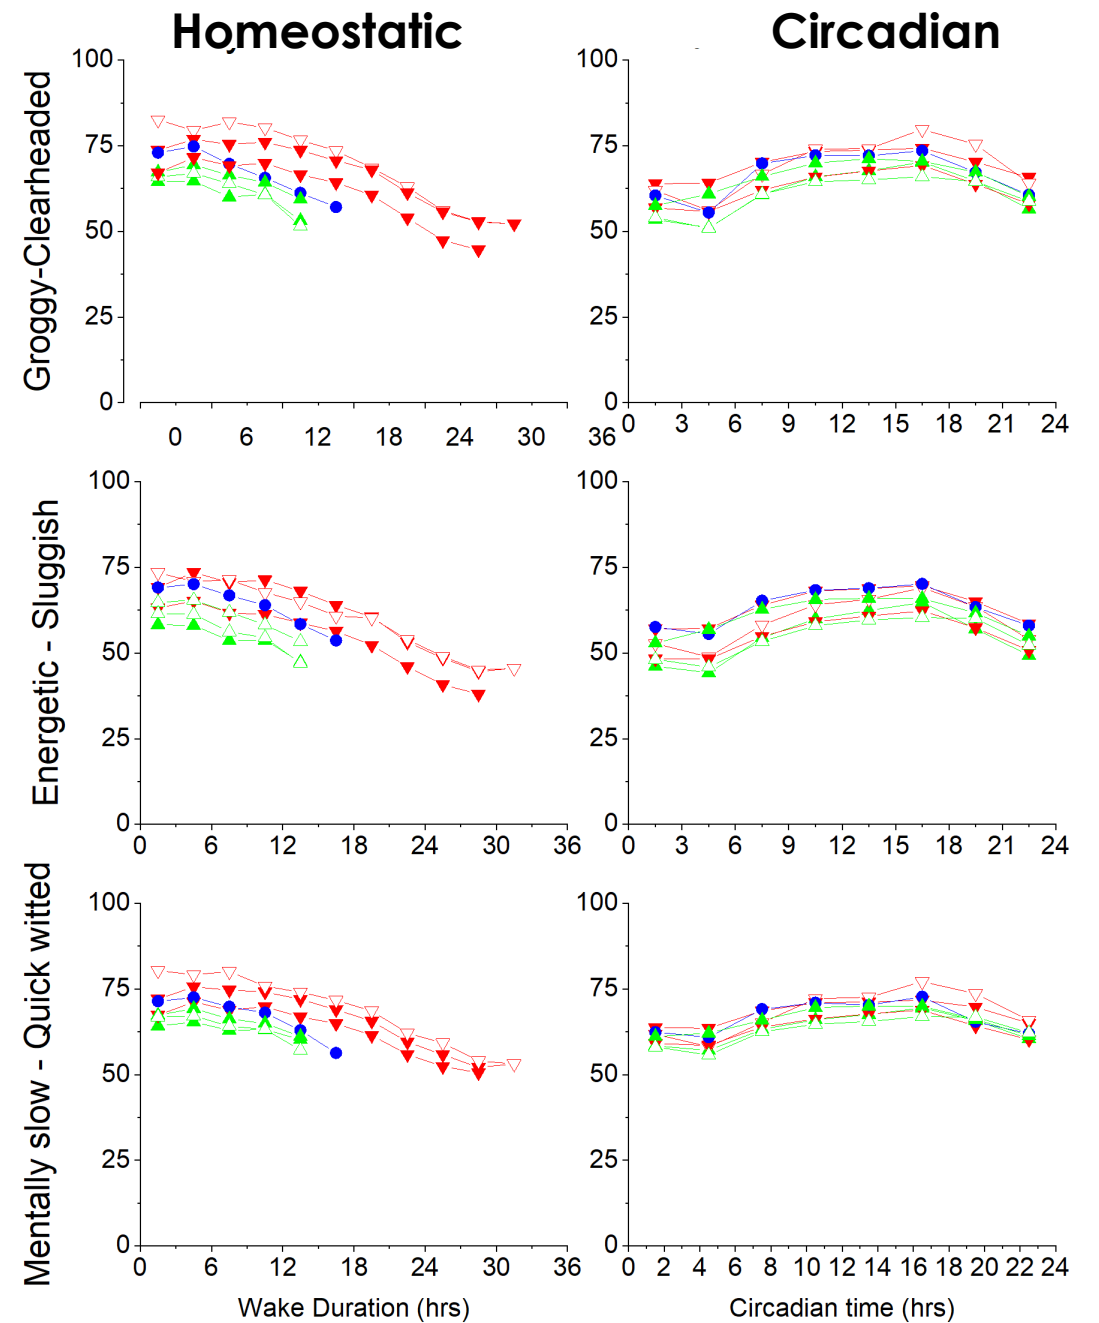 Homeostatic Circadian
Groggy-Clearheaded
100 75 50 25 0
0 6 12 18 24 30 36
100 75 50 25 0
0 3 6 9 12 15 18 21 24
Energetic - Sluggish
100 75 50 25 0
0 6 12 18 24 30 36
100 75 50 25 0
0 3 6 9 12 15 18 21 24
Mentally slow - Quick witted
100 75 50 25 0
0 6 12 18 24 30 36
Wake Duration (hrs)
100 75 50 25 0
0 2 4 6 8 10 12 14 16 18 20 22 24
Circadian time (hrs)